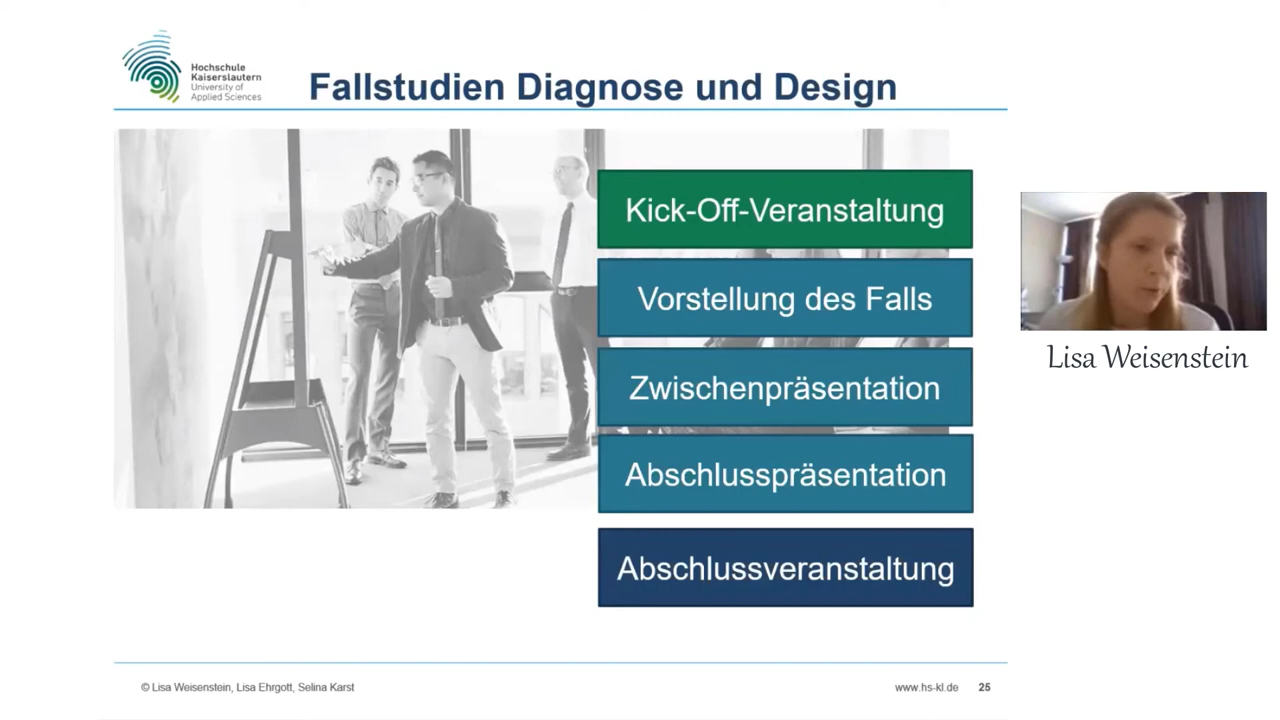 Hochschule
Kaiserslautern
University of
Applied Sciences
Fallstudien Diagnose und Design
Kick-Off-Veranstaltung
Vorstellung des Falls
Zwischenpräsentation
Abschlusspräsentation
Abschlussveranstaltung
Lisa Weisenstein
© Lisa Weisenstein, Lisa Ehrgott, Selina Karst
www.hs-kl.de 25